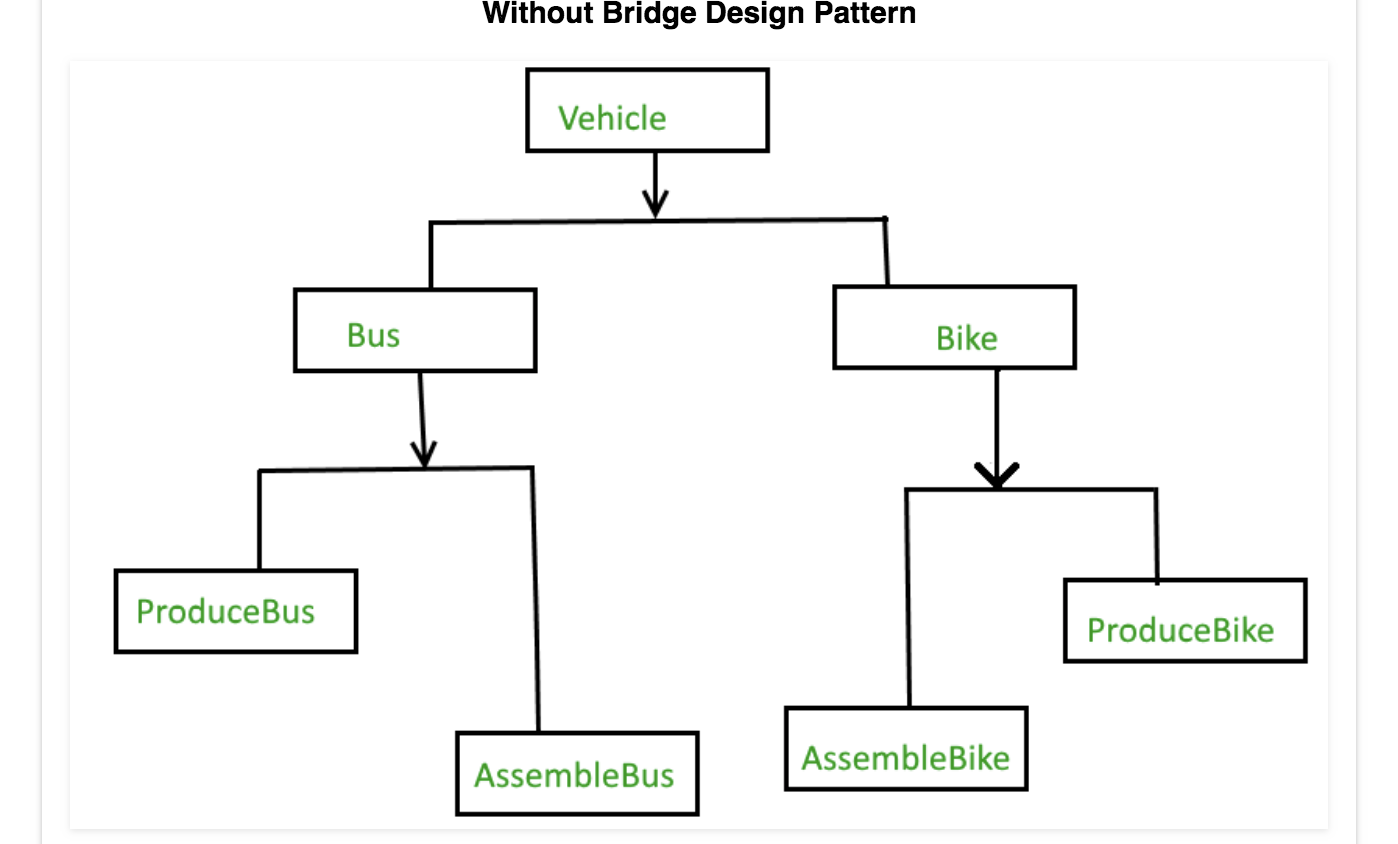 Without Bridge Design Pattern
Vehicle
Bus
Bike
ProduceBus
ProduceBike
AssembleBus
AssembleBike